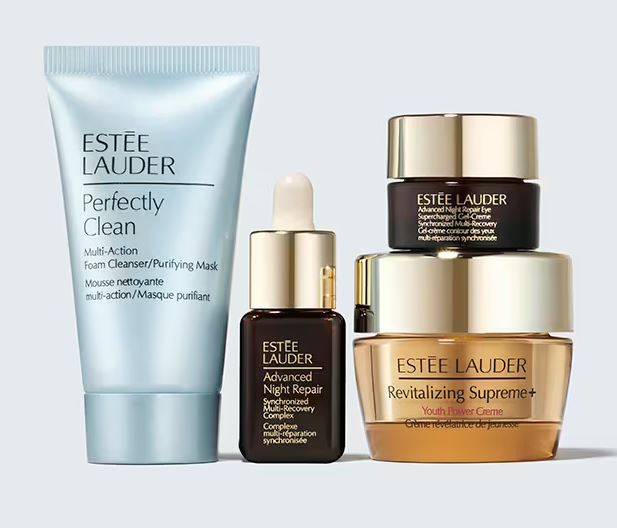 ESTĒE
LAUDER
Perfectly
Clean
Multi-Action
Foam Cleanser/Purifying Mask
Mousse nettoyante
multi-action/Masque purifiant
ESTĒE
LAUDER
Advanced
Night Repair
Synchronized
Multi-Recovery
Complex
Complexe
multi-réparation
synchronisée
ESTĒE LAUDER
Advanced Night Repair Eye
Supercharged Gel-Creme
Synchronized Multi-Recovery
Gel-crème contour des yeux
multi-réparation synchronisée
ESTĒE LAUDER
Revitalizing Supreme+
Youth Power Creme
Crème révélatrice de jeunesse